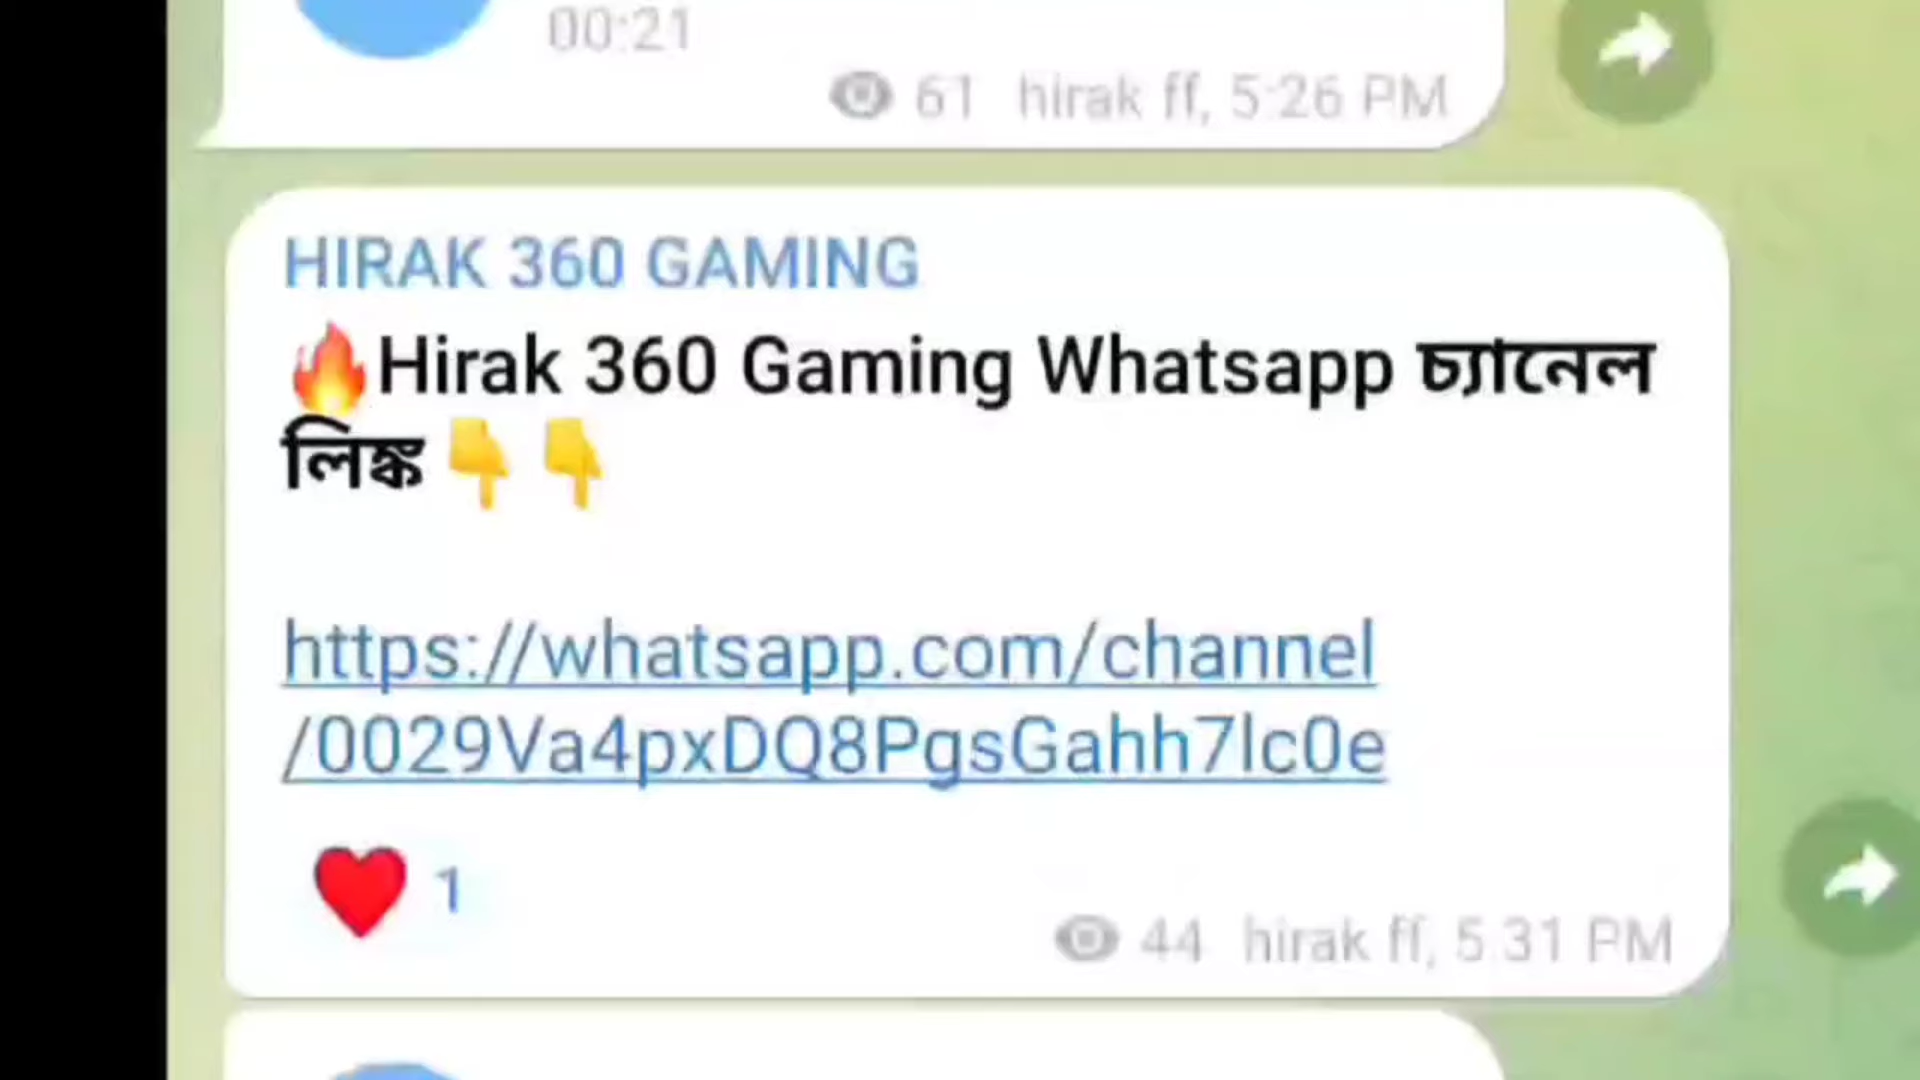 00:21
61 hirak ff, 5:26 PM
HIRAK 360 GAMING
🔥Hirak 360 Gaming Whatsapp চ্যানেল
লিঙ্ক 👇 👇
https://whatsapp.com/channel
/0029Va4pxDQ8PgsGahh7lc0e
❤️ 1
44 hirak ff, 5:31 PM